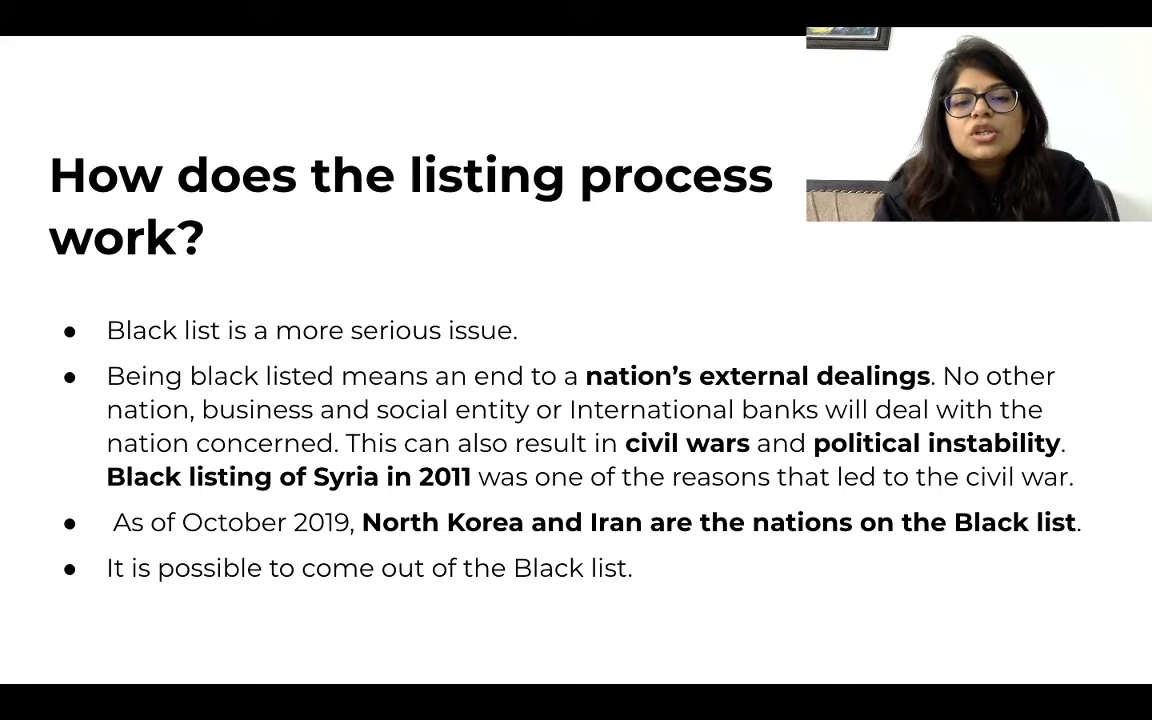 How does the listing process
work?
● Black list is a more serious issue.
● Being black listed means an end to a nation’s external dealings. No other
nation, business and social entity or International banks will deal with the
nation concerned. This can also result in civil wars and political instability.
Black listing of Syria in 2011 was one of the reasons that led to the civil war.
● As of October 2019, North Korea and Iran are the nations on the Black list.
● It is possible to come out of the Black list.